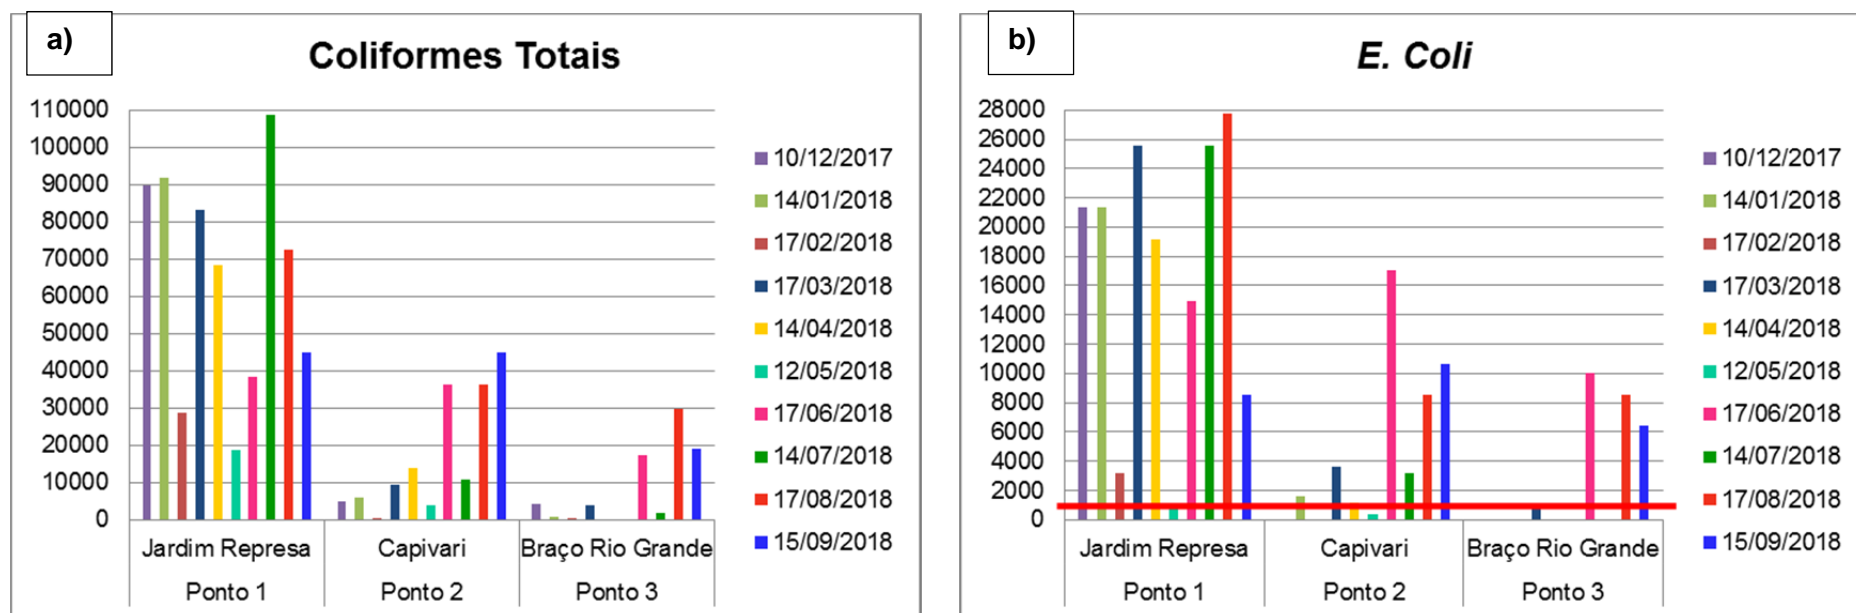 a)
Coliformes Totais
110000
100000
90000
80000
70000
60000
50000
40000
30000
20000
10000
0
Jardim Represa
Capivari
Braço Rio Grande
Ponto 1
Ponto 2
Ponto 3
10/12/2017
14/01/2018
17/02/2018
17/03/2018
14/04/2018
12/05/2018
17/06/2018
14/07/2018
17/08/2018
15/09/2018
b)
E. Coli
28000
26000
24000
22000
20000
18000
16000
14000
12000
10000
8000
6000
4000
2000
0
Jardim Represa
Capivari
Braço Rio Grande
Ponto 1
Ponto 2
Ponto 3
10/12/2017
14/01/2018
17/02/2018
17/03/2018
14/04/2018
12/05/2018
17/06/2018
14/07/2018
17/08/2018
15/09/2018